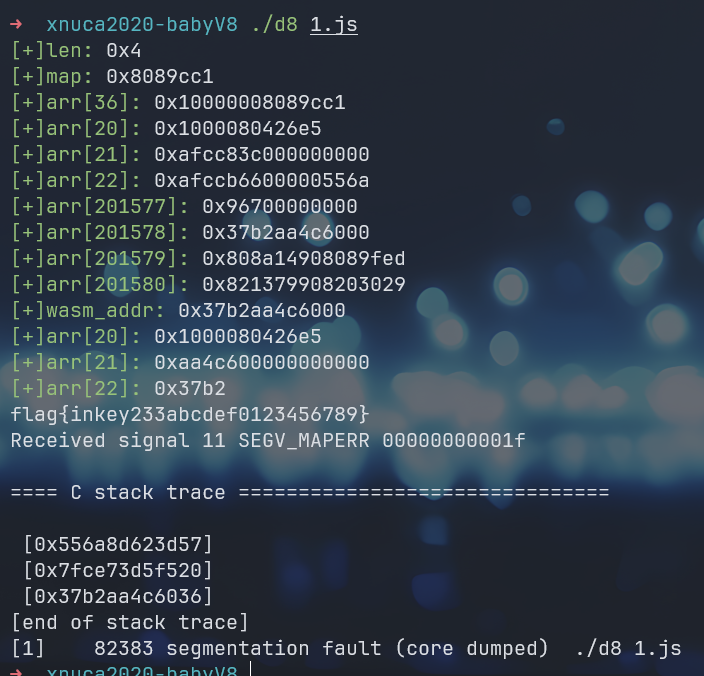 → xnuca2020-babyV8 ./d8 1.js
[+]len: 0x4
[+]map: 0x8089cc1
[+]arr[36]: 0x10000008089cc1
[+]arr[20]: 0x1000080426e5
[+]arr[21]: 0xafcc83c000000000
[+]arr[22]: 0xafccb6600000556a
[+]arr[201577]: 0x96700000000
[+]arr[201578]: 0x37b2aa4c6000
[+]arr[201579]: 0x808a14908089fed
[+]arr[201580]: 0x821379908203029
[+]wasm_addr: 0x37b2aa4c6000
[+]arr[20]: 0x1000080426e5
[+]arr[21]: 0xaa4c600000000000
[+]arr[22]: 0x37b2
flag{inkey233abcdef0123456789}
Received signal 11 SEGV_MAPERR 00000000001f
==== C stack trace ===============================
[0x556a8d623d57]
[0x7fce73d5f520]
[0x37b2aa4c6036]
[end of stack trace]
[1]    82383 segmentation fault (core dumped)  ./d8 1.js
→ xnuca2020-babyV8